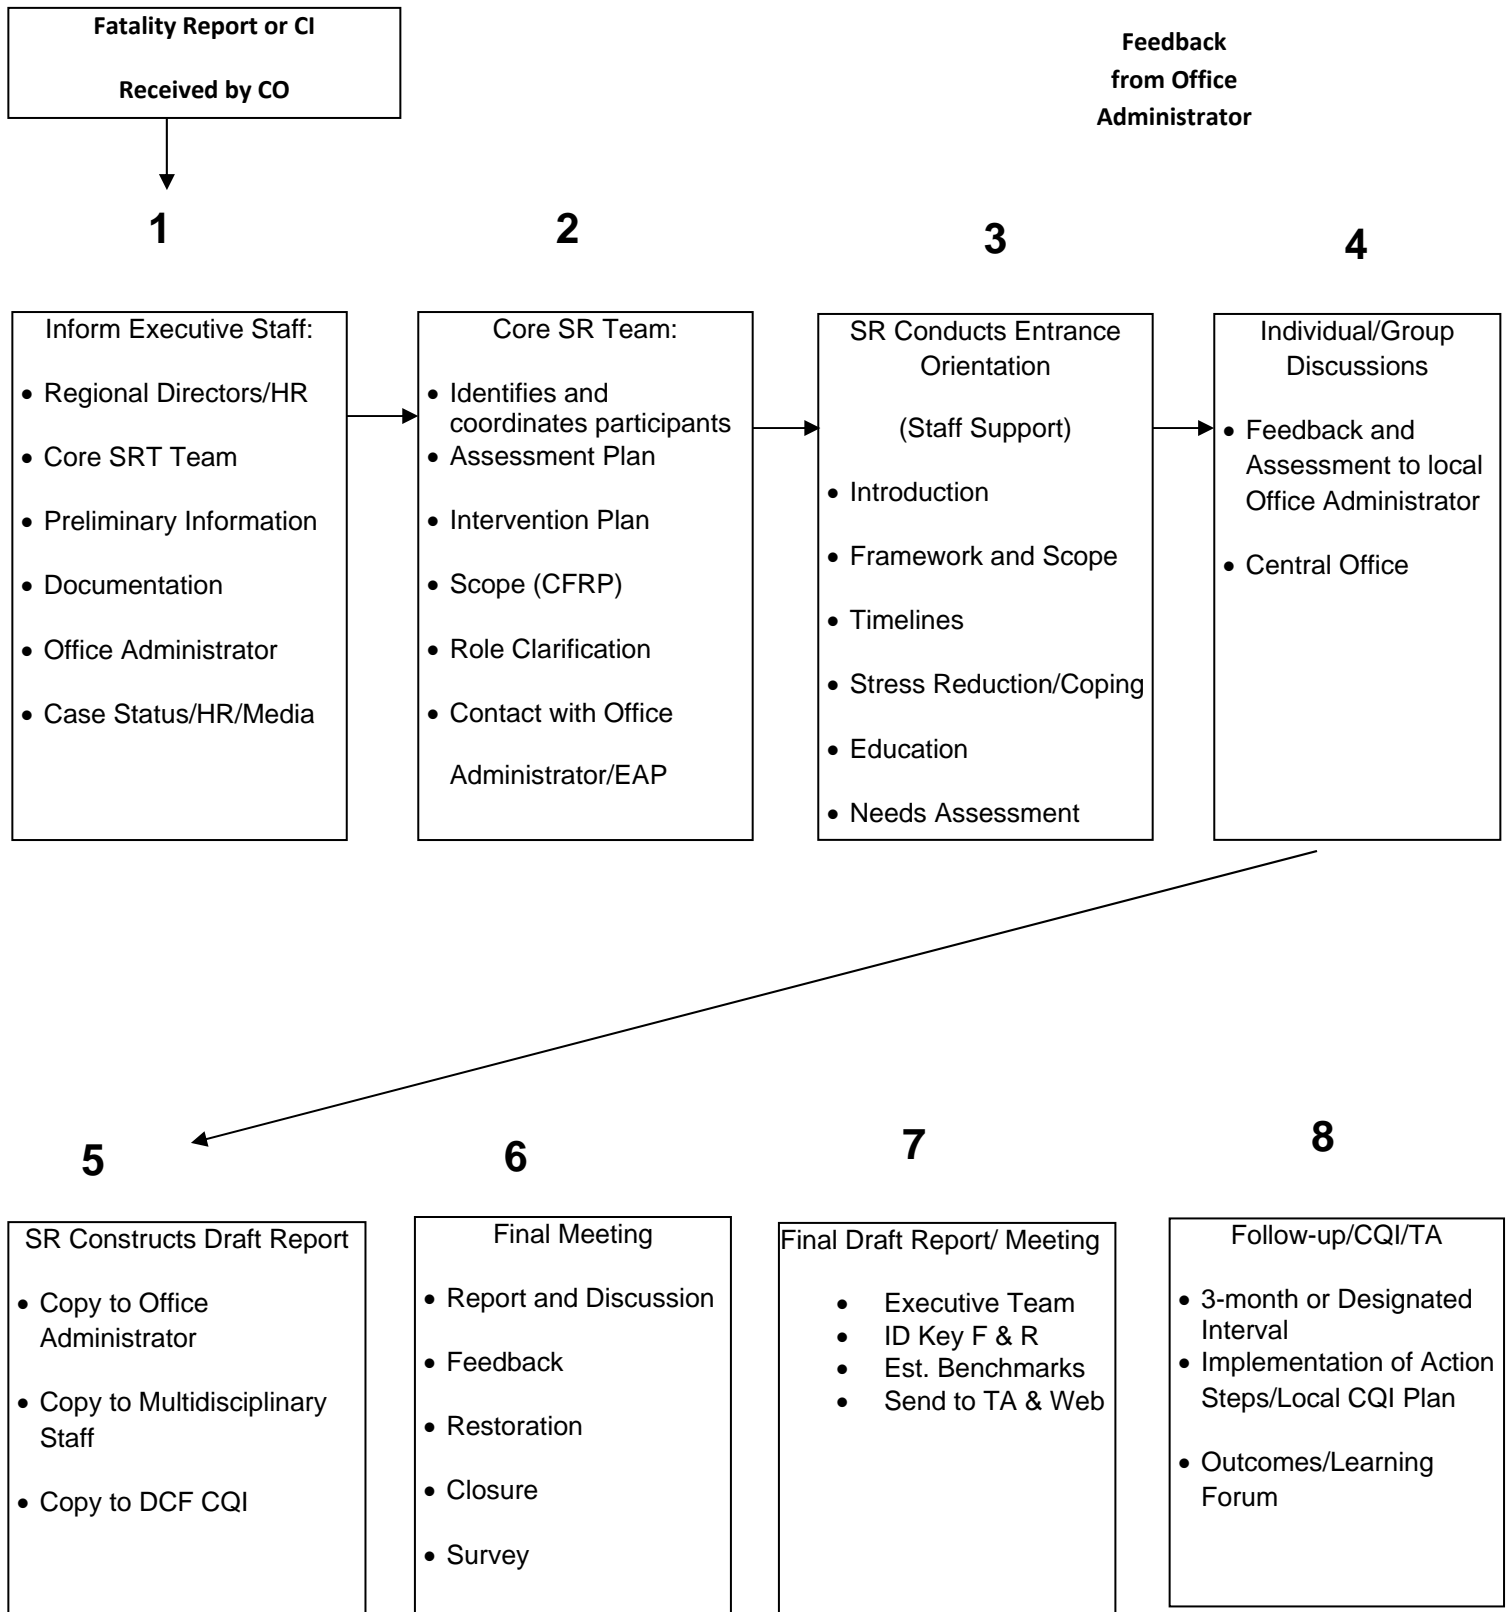 Fatality Report or CI
Received by CO
Feedback
from Office
Administrator
1
2
3
4
Inform Executive Staff:
• Regional Directors/HR
• Core SRT Team
• Preliminary Information
• Documentation
• Office Administrator
• Case Status/HR/Media
Core SR Team:
• Identifies and
coordinates participants
• Assessment Plan
• Intervention Plan
• Scope (CFRP)
• Role Clarification
• Contact with Office
Administrator/EAP
SR Conducts Entrance
Orientation
(Staff Support)
• Introduction
• Framework and Scope
• Timelines
• Stress Reduction/Coping
• Education
• Needs Assessment
Individual/Group
Discussions
• Feedback and
Assessment to local
Office Administrator
• Central Office
5
6
7
8
SR Constructs Draft Report
• Copy to Office
Administrator
• Copy to Multidisciplinary
Staff
• Copy to DCF CQI
Final Meeting
• Report and Discussion
• Feedback
• Restoration
• Closure
• Survey
Final Draft Report/ Meeting
• Executive Team
• ID Key F & R
• Est. Benchmarks
• Send to TA & Web
Follow-up/CQI/TA
• 3-month or Designated
Interval
• Implementation of Action
Steps/Local CQI Plan
• Outcomes/Learning
Forum